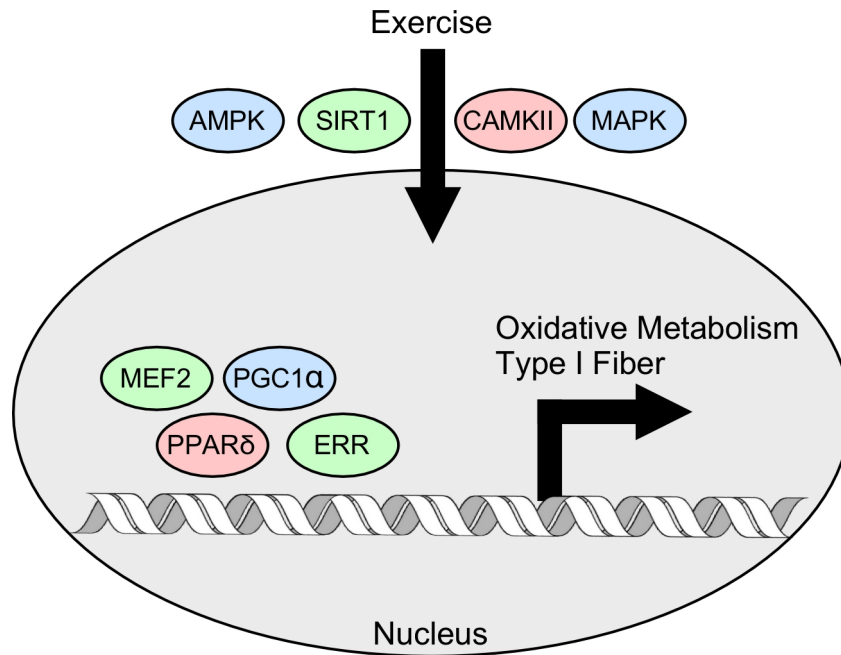 Exercise
AMPK
SIRT1
CAMKII
MAPK
Oxidative Metabolism
Type I Fiber
MEF2
PGC1α
PPARδ
ERR
Nucleus